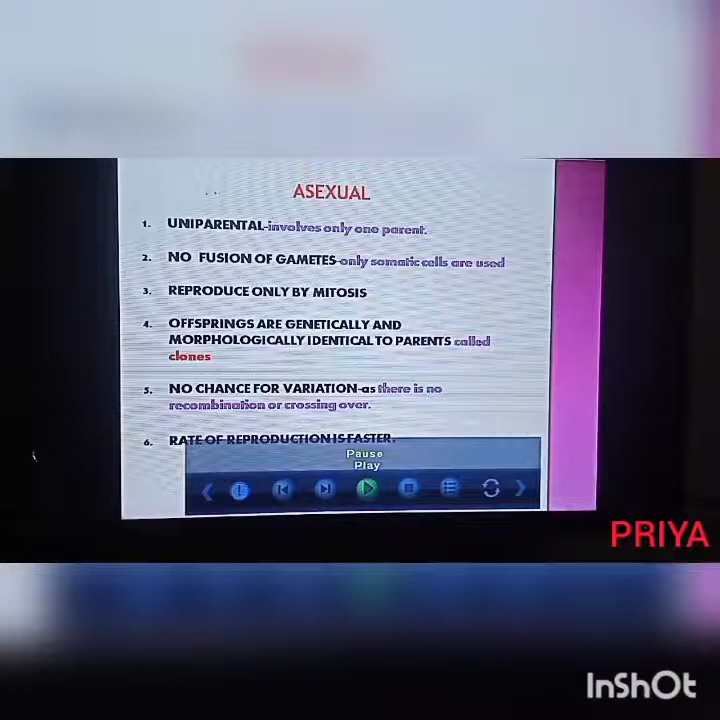 ASEXUAL
1. UNIPARENTAL-involves only one parent.
2. NO FUSION OF GAMETES-only somatic cells are used
3. REPRODUCE ONLY BY MITOSIS
4. OFFSPRINGS ARE GENETICALLY AND
MORPHOLOGICALLY IDENTICAL TO PARENTS called
clones
5. NO CHANCE FOR VARIATION-as there is no
recombination or crossing over.
6. RATE OF REPRODUCTION IS FASTER.
Pause
Play
PRIYA
InShOt